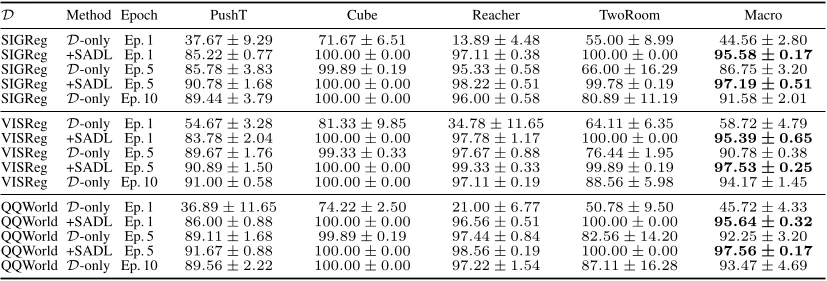 𝒟 Method Epoch PushT Cube Reacher TwoRoom Macro
SIGReg 𝒟-only Ep. 1 37.67 ± 9.29 71.67 ± 6.51 13.89 ± 4.48 55.00 ± 8.99 44.56 ± 2.80
SIGReg +SADL Ep. 1 85.22 ± 0.77 100.00 ± 0.00 97.11 ± 0.38 100.00 ± 0.00 95.58 ± 0.17
SIGReg 𝒟-only Ep. 5 85.78 ± 3.83 99.89 ± 0.19 95.33 ± 0.58 66.00 ± 16.29 86.75 ± 3.20
SIGReg +SADL Ep. 5 90.78 ± 1.68 100.00 ± 0.00 98.22 ± 0.51 99.78 ± 0.19 97.19 ± 0.51
SIGReg 𝒟-only Ep. 10 89.44 ± 3.79 100.00 ± 0.00 96.00 ± 0.58 80.89 ± 11.19 91.58 ± 2.01
VISReg 𝒟-only Ep. 1 54.67 ± 3.28 81.33 ± 9.85 34.78 ± 11.65 64.11 ± 6.35 58.72 ± 4.79
VISReg +SADL Ep. 1 83.78 ± 2.04 100.00 ± 0.00 97.78 ± 1.17 100.00 ± 0.00 95.39 ± 0.65
VISReg 𝒟-only Ep. 5 89.67 ± 1.76 99.33 ± 0.33 97.67 ± 0.88 76.44 ± 1.95 90.78 ± 0.38
VISReg +SADL Ep. 5 90.89 ± 1.50 100.00 ± 0.00 99.33 ± 0.33 99.89 ± 0.19 97.53 ± 0.25
VISReg 𝒟-only Ep. 10 91.00 ± 0.58 100.00 ± 0.00 97.11 ± 0.19 88.56 ± 5.98 94.17 ± 1.45
QQWorld 𝒟-only Ep. 1 36.89 ± 11.65 74.22 ± 2.50 21.00 ± 6.77 50.78 ± 9.50 45.72 ± 4.33
QQWorld +SADL Ep. 1 86.00 ± 0.88 100.00 ± 0.00 96.56 ± 0.51 100.00 ± 0.00 95.64 ± 0.32
QQWorld 𝒟-only Ep. 5 89.11 ± 1.68 99.89 ± 0.19 97.44 ± 0.84 82.56 ± 14.20 92.25 ± 3.20
QQWorld +SADL Ep. 5 91.67 ± 0.88 100.00 ± 0.00 98.56 ± 0.19 100.00 ± 0.00 97.56 ± 0.17
QQWorld 𝒟-only Ep. 10 89.56 ± 2.22 100.00 ± 0.00 97.22 ± 1.54 87.11 ± 16.28 93.47 ± 4.69